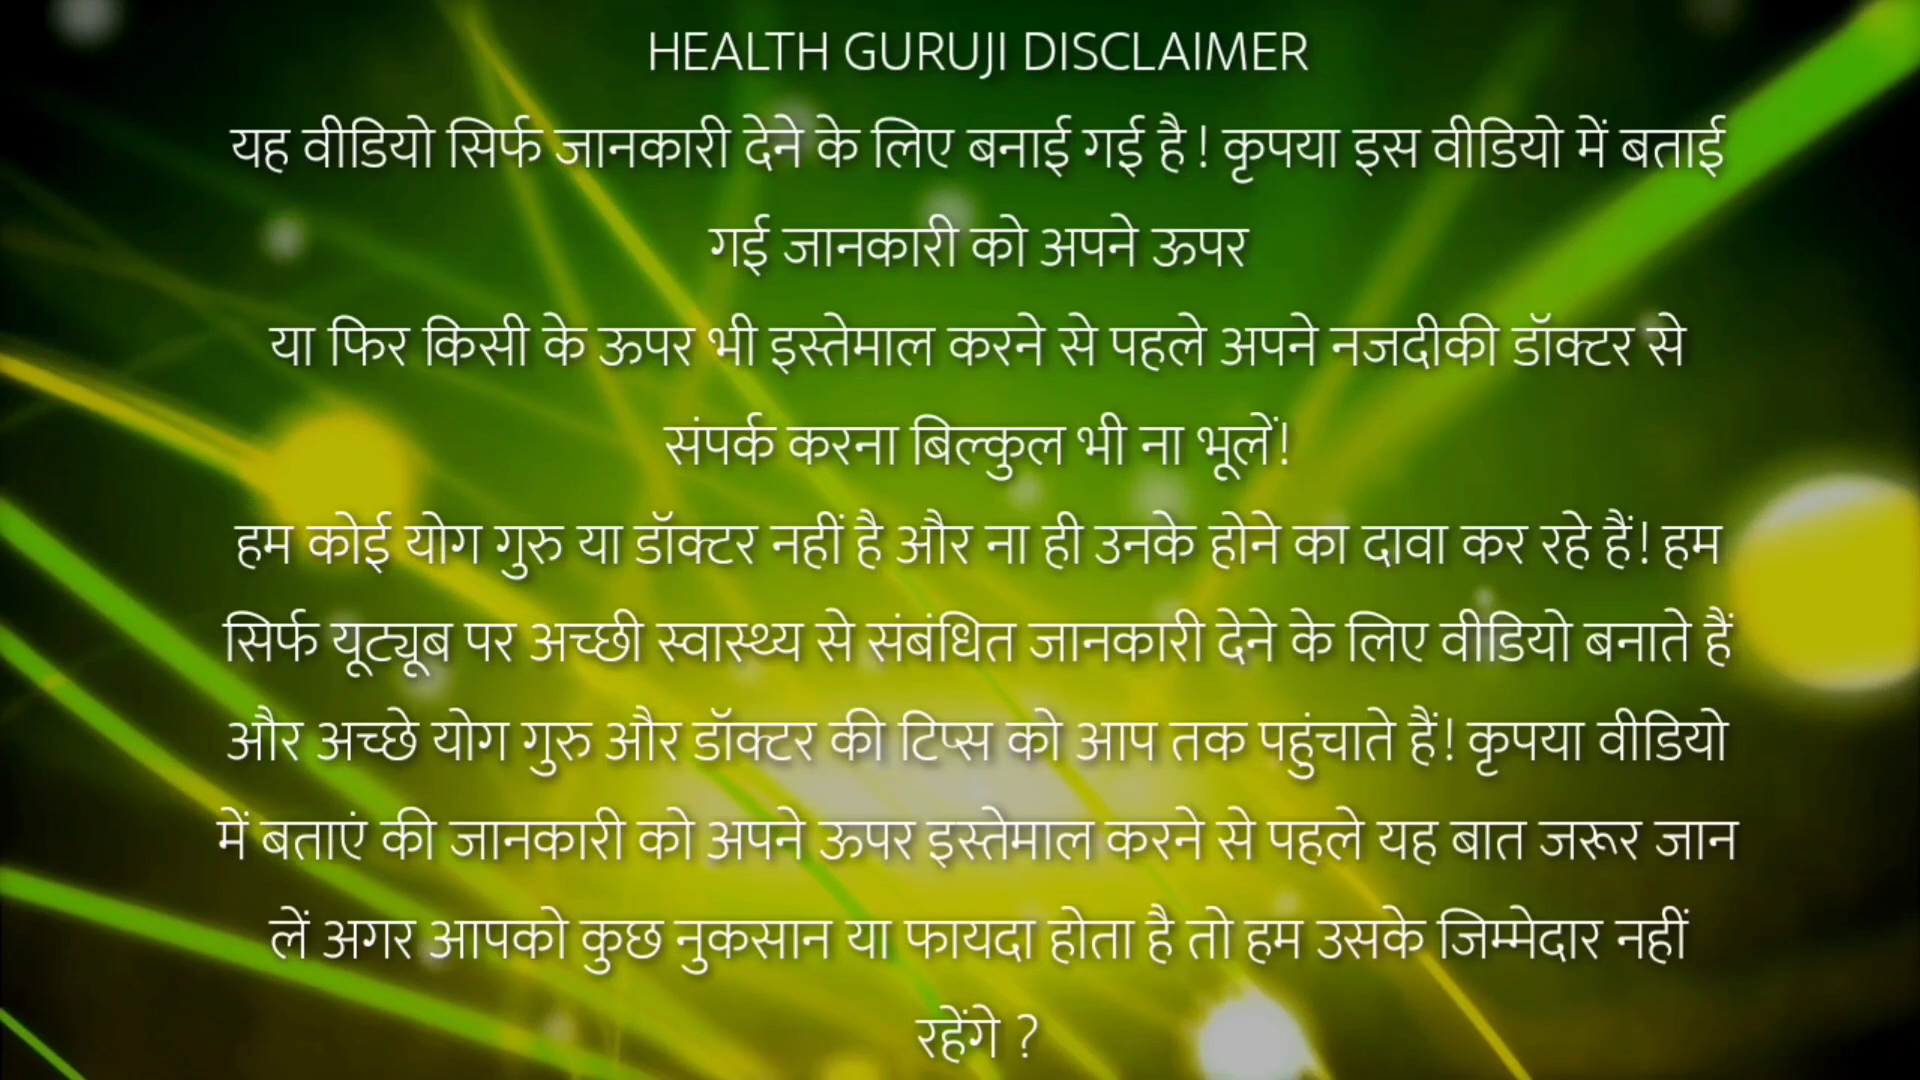 HEALTH GURUJI DISCLAIMER
यह वीडियो सिर्फ जानकारी देने के लिए बनाई गई है ! कृपया इस वीडियो में बताई
गई जानकारी को अपने ऊपर
या फिर किसी के ऊपर भी इस्तेमाल करने से पहले अपने नजदीकी डॉक्टर से
संपर्क करना बिल्कुल भी ना भूलें!
हम कोई योग गुरु या डॉक्टर नहीं है और ना ही उनके होने का दावा कर रहे हैं! हम
सिर्फ यूट्यूब पर अच्छी स्वास्थ्य से संबंधित जानकारी देने के लिए वीडियो बनाते हैं
और अच्छे योग गुरु और डॉक्टर की टिप्स को आप तक पहुंचाते हैं! कृपया वीडियो
में बताएं की जानकारी को अपने ऊपर इस्तेमाल करने से पहले यह बात जरूर जान
लें अगर आपको कुछ नुकसान या फायदा होता है तो हम उसके जिम्मेदार नहीं
रहेंगे ?